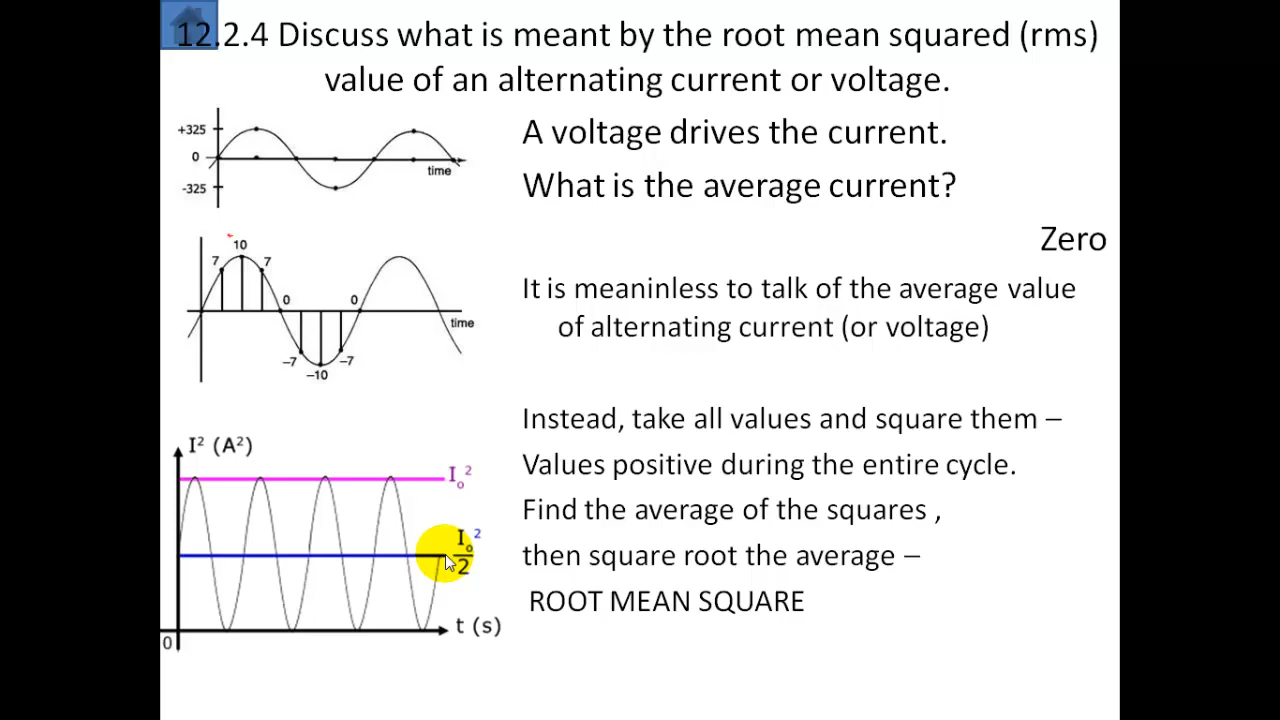 12.2.4 Discuss what is meant by the root mean squared (rms)
value of an alternating current or voltage.
+325
0
-325
time
A voltage drives the current.
What is the average current?
Zero
10
7
7
0
0
time
–7
–7
–10
It is meaninless to talk of the average value
of alternating current (or voltage)
Instead, take all values and square them –
Values positive during the entire cycle.
Find the average of the squares ,
then square root the average –
ROOT MEAN SQUARE
I² (A²)
I₀²
I₀²
2
t (s)
0